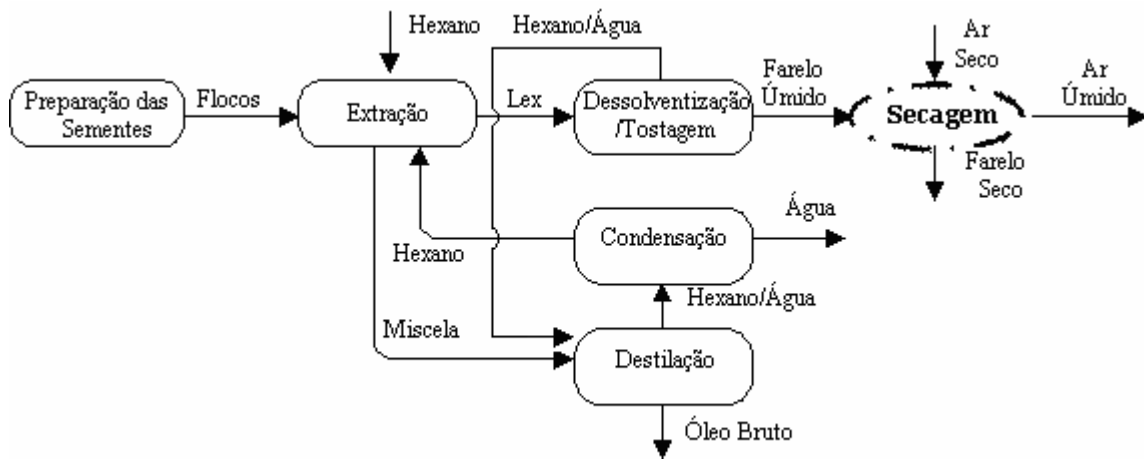 Hexano
Hexano/Água
Ar
Seco
Preparação das
Sementes
Flocos
Extração
Lex
Dessolventização
/Tostagem
Farelo
Úmido
Secagem
Ar
Úmido
Farelo
Seco
Hexano
Condensação
Água
Hexano/Água
Miscela
Destilação
Óleo Bruto